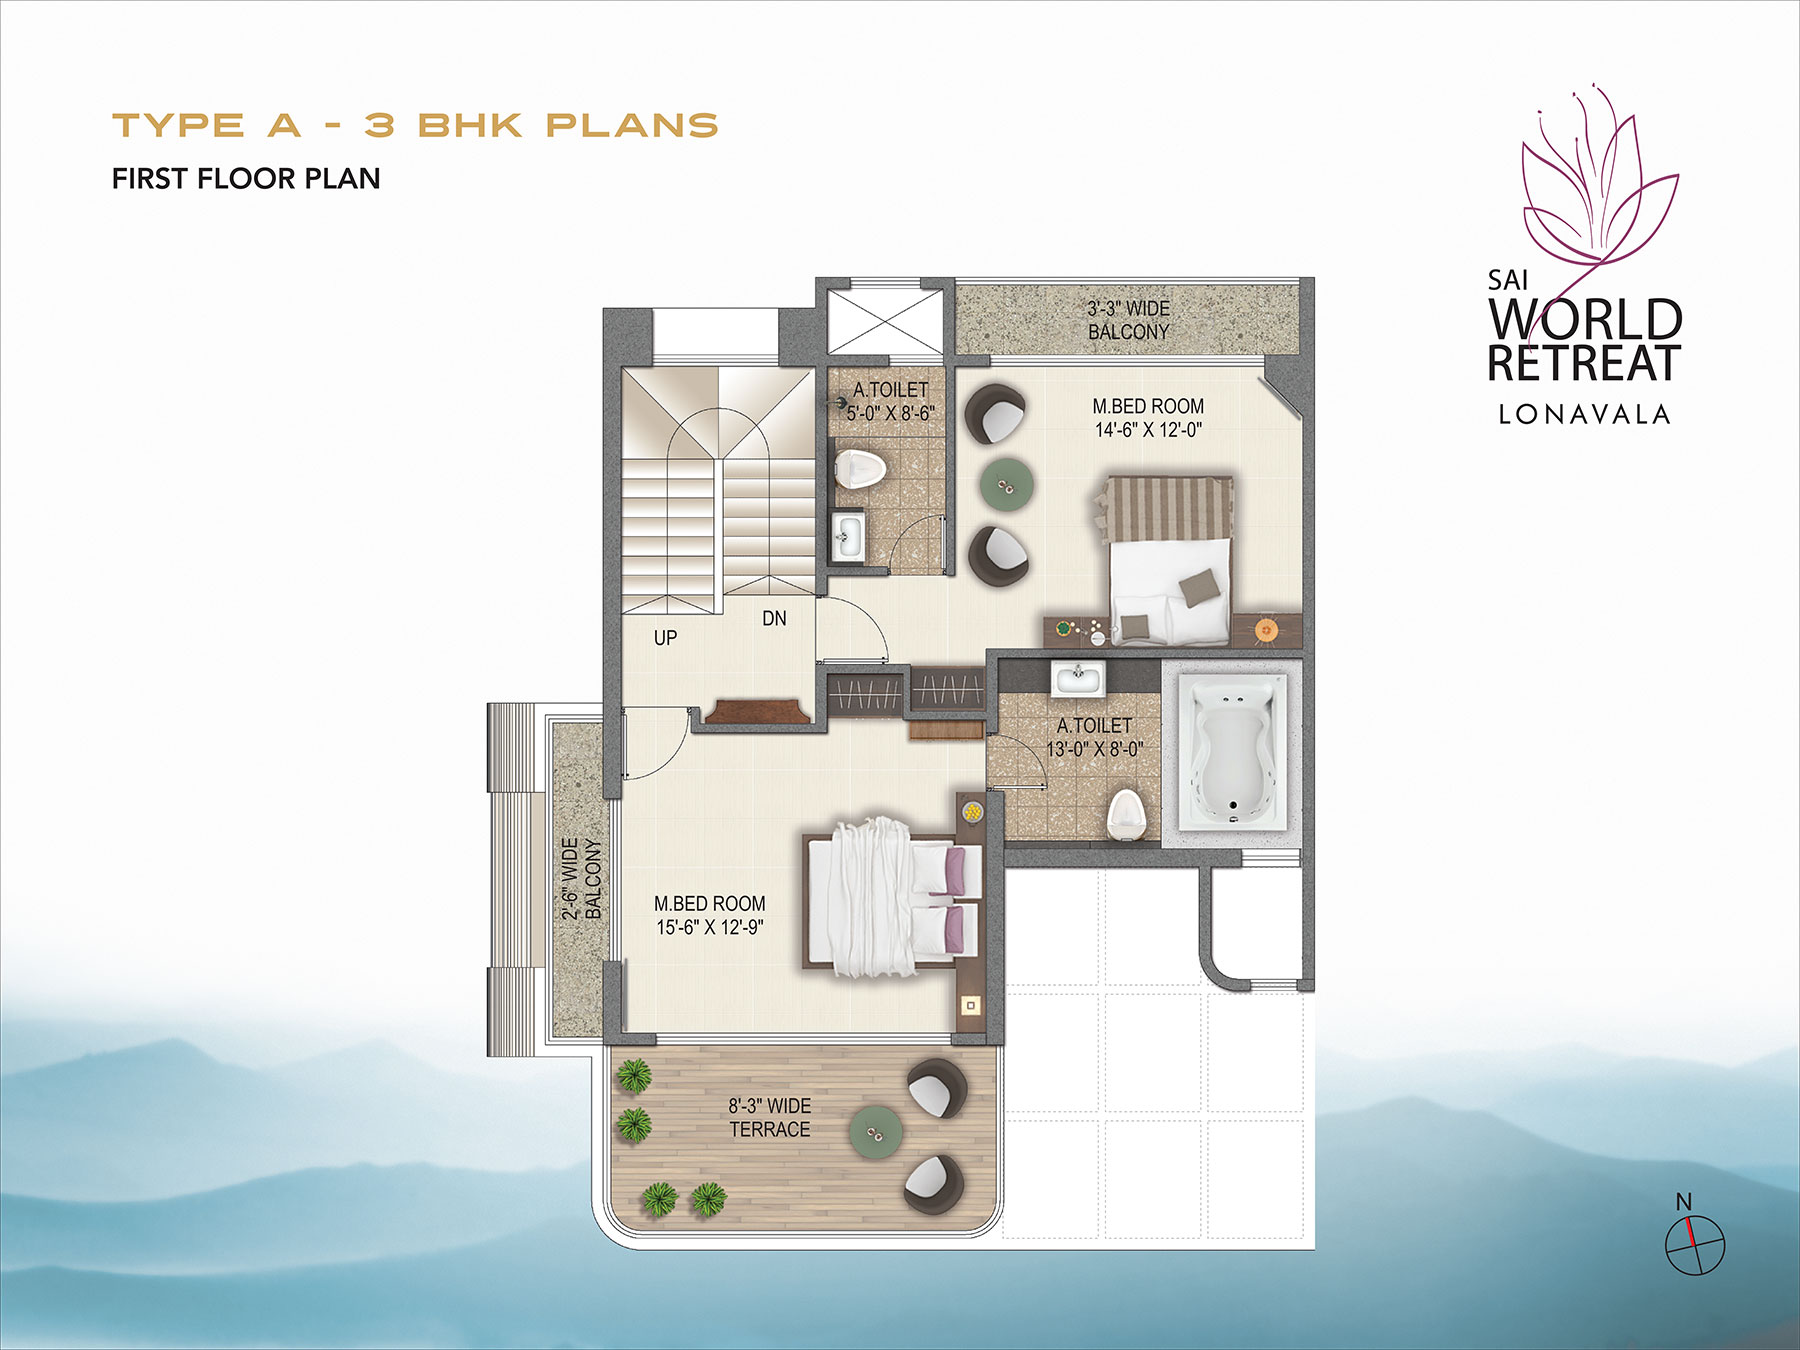 TYPE A - 3 BHK PLANS
FIRST FLOOR PLAN
SAI
WORLD
RETREAT
LONAVALA
3'-3" WIDE
BALCONY
A.TOILET
5'-0" X 8'-6"
M.BED ROOM
14'-6" X 12'-0"
DN
UP
A.TOILET
13'-0" X 8'-0"
2'-6" WIDE
BALCONY
M.BED ROOM
15'-6" X 12'-9"
8'-3" WIDE
TERRACE
N